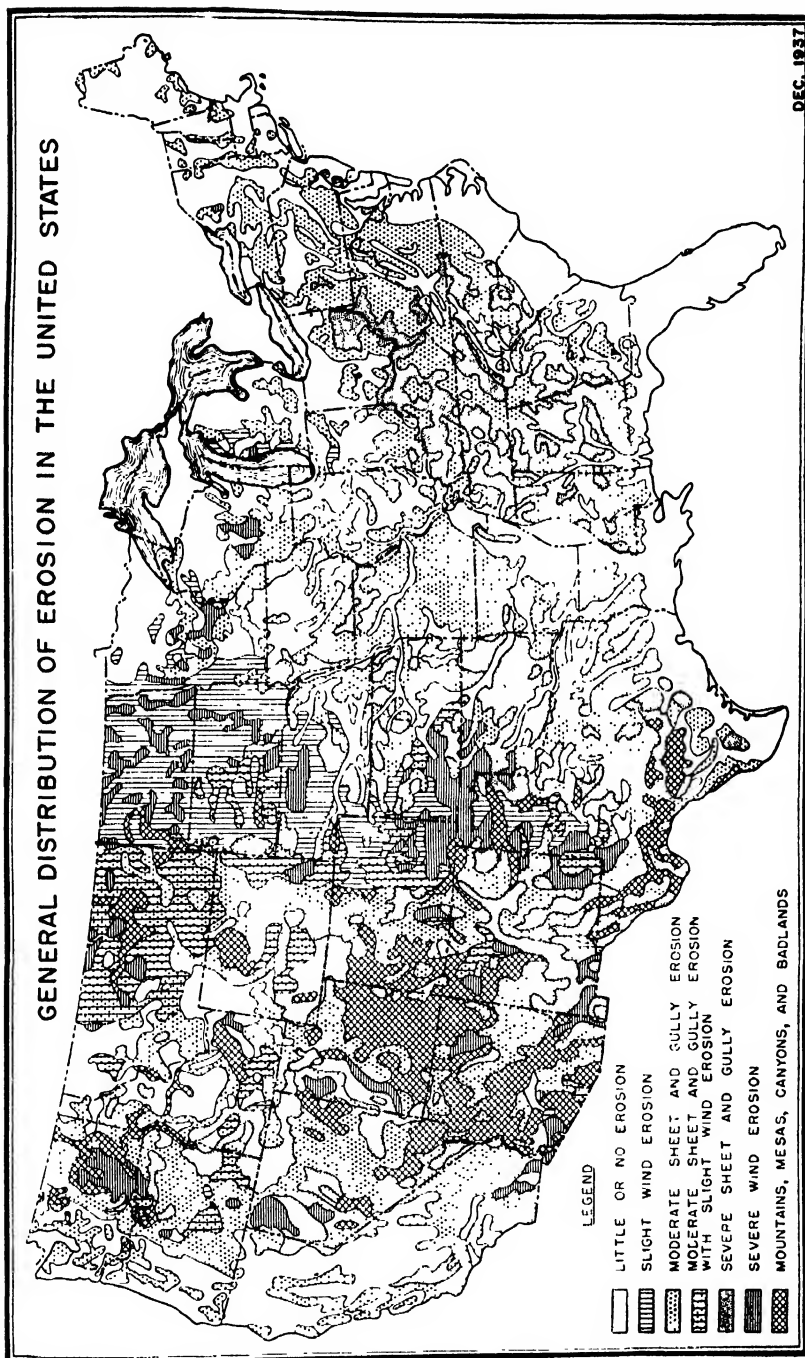 GENERAL DISTRIBUTION OF EROSION IN THE UNITED STATES
LEGEND
LITTLE OR NO EROSION
SLIGHT WIND EROSION
MODERATE SHEET AND GULLY EROSION
MODERATE SHEET AND GULLY EROSION
WITH SLIGHT WIND EROSION
SEVERE SHEET AND GULLY EROSION
SEVERE WIND EROSION
MOUNTAINS, MESAS, CANYONS, AND BADLANDS
DEC. 1937